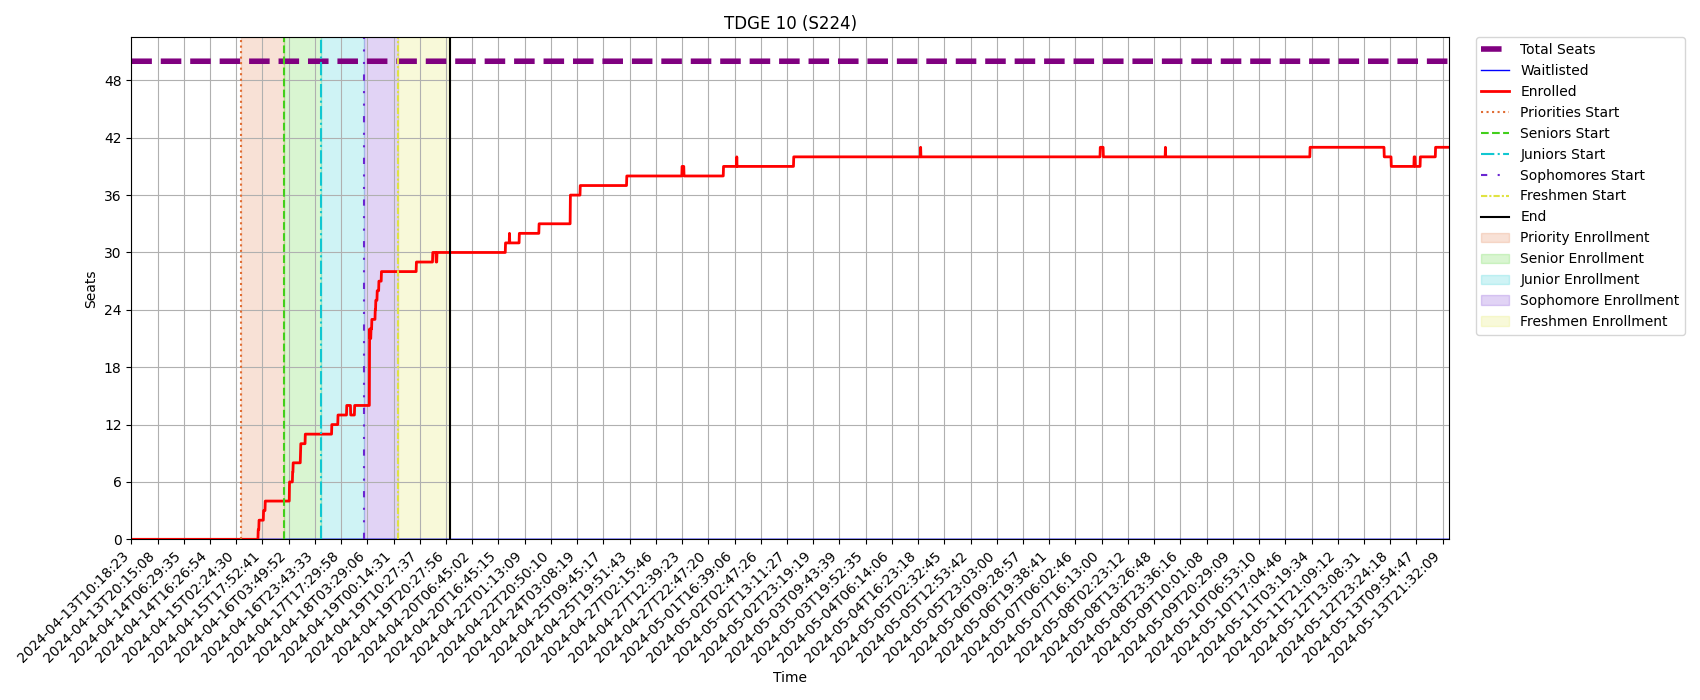 TDGE 10 (S224)
Seats
48
42
36
30
24
18
12
6
0
2024-04-13T10:18:23
2024-04-13T20:15:08
2024-04-14T06:29:35
2024-04-14T16:26:54
2024-04-15T02:24:30
2024-04-15T17:52:41
2024-04-16T03:49:52
2024-04-16T23:43:33
2024-04-17T17:29:58
2024-04-18T03:29:06
2024-04-19T00:14:31
2024-04-19T10:27:37
2024-04-19T20:27:56
2024-04-20T06:45:02
2024-04-20T16:45:15
2024-04-22T01:13:09
2024-04-22T20:50:10
2024-04-24T03:08:19
2024-04-25T09:45:17
2024-04-25T19:51:43
2024-04-27T02:15:46
2024-04-27T12:39:23
2024-04-27T22:47:20
2024-05-01T16:39:06
2024-05-02T02:47:26
2024-05-02T13:11:27
2024-05-02T23:19:19
2024-05-03T09:43:39
2024-05-03T19:52:35
2024-05-04T06:14:06
2024-05-04T16:23:18
2024-05-05T02:32:45
2024-05-05T12:53:42
2024-05-05T23:03:00
2024-05-06T09:28:57
2024-05-06T19:38:41
2024-05-07T06:02:46
2024-05-07T16:13:00
2024-05-08T02:23:12
2024-05-08T13:26:48
2024-05-08T23:36:16
2024-05-09T10:01:08
2024-05-09T20:29:09
2024-05-10T06:53:10
2024-05-10T17:04:46
2024-05-11T03:19:34
2024-05-11T21:09:12
2024-05-12T13:08:31
2024-05-12T23:24:18
2024-05-13T09:54:47
2024-05-13T21:32:09
Time
Total Seats
Waitlisted
Enrolled
Priorities Start
Seniors Start
Juniors Start
Sophomores Start
Freshmen Start
End
Priority Enrollment
Senior Enrollment
Junior Enrollment
Sophomore Enrollment
Freshmen Enrollment